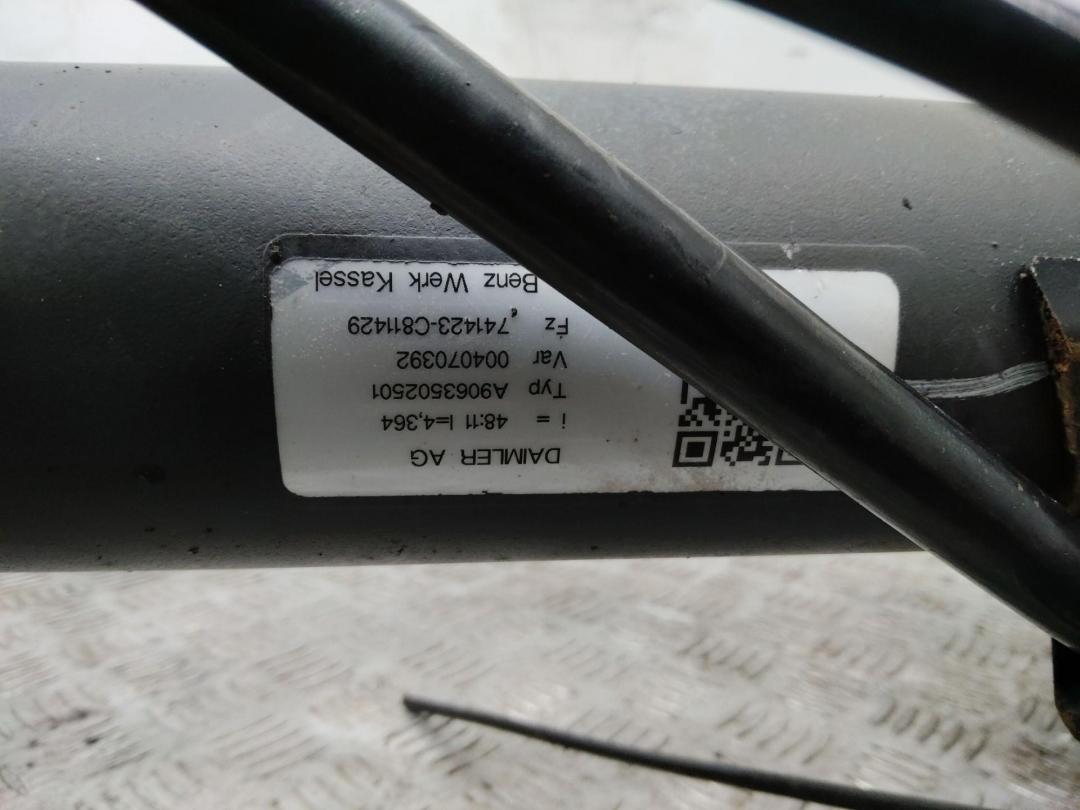 DAIMLER AG
i = 48:11 I=4,364
Typ A9063502501
Var 004070392
Fz 741423-C811429
Benz Werk Kassel